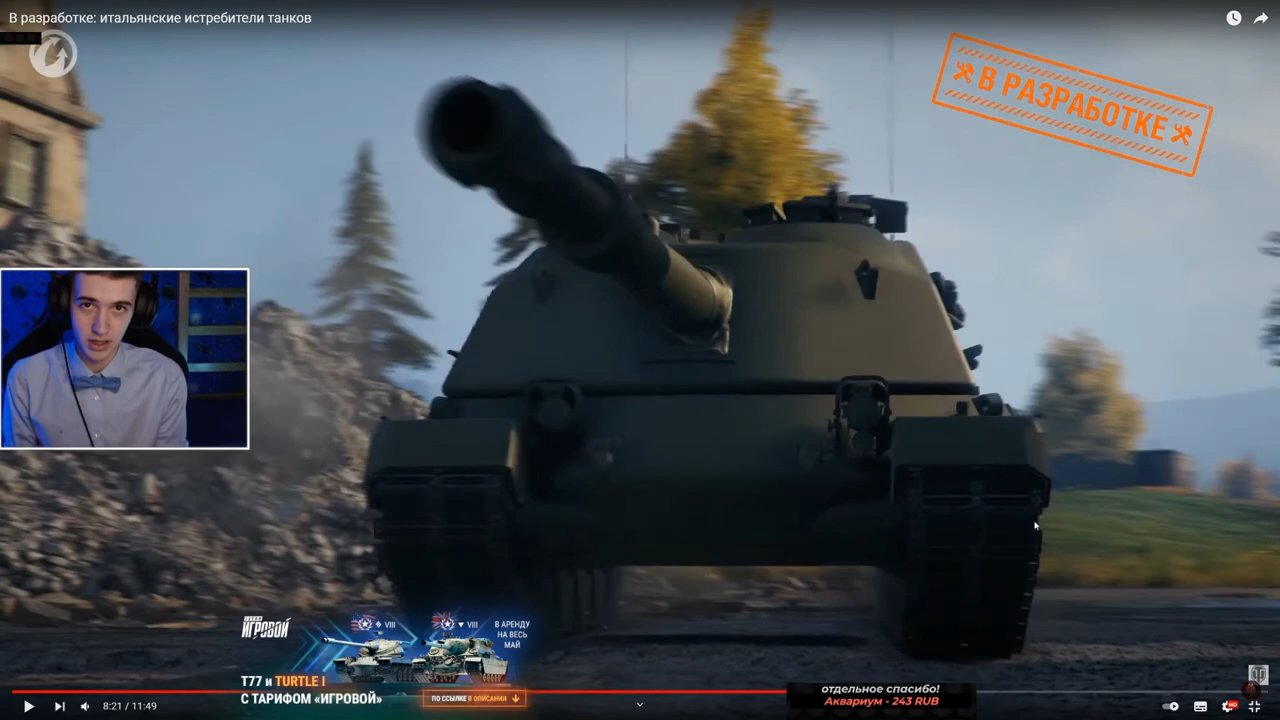 В разработке: итальянские истребители танков
В РАЗРАБОТКЕ
ИГРОВОЙ
VIII
VIII
В АРЕНДУ
НА ВЕСЬ
МАЙ
T77 и TURTLE I
С ТАРИФОМ «ИГРОВОЙ»
ПО ССЫЛКЕ В ОПИСАНИИ
отдельное спасибо!
Аквариум - 243 RUB
8:21 / 11:49
HD